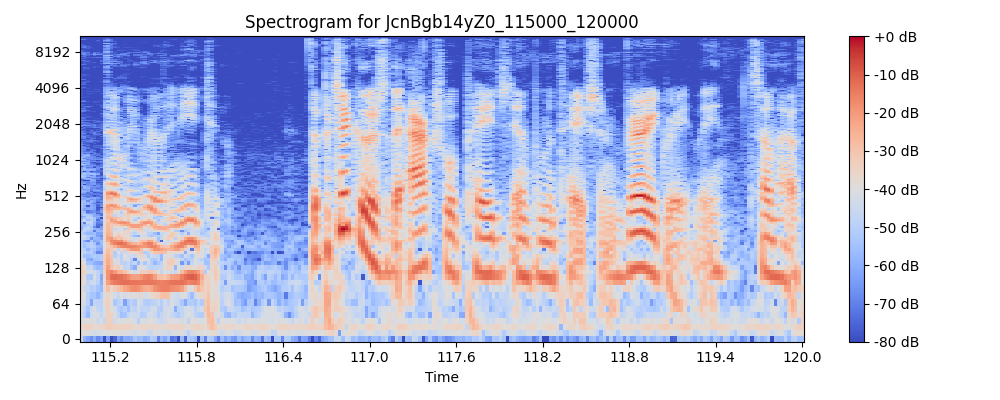 Spectrogram for JcnBgb14yZ0_115000_120000
Hz
8192
4096
2048
1024
512
256
128
64
0
115.2 115.8 116.4 117.0 117.6 118.2 118.8 119.4 120.0
Time
+0 dB
-10 dB
-20 dB
-30 dB
-40 dB
-50 dB
-60 dB
-70 dB
-80 dB